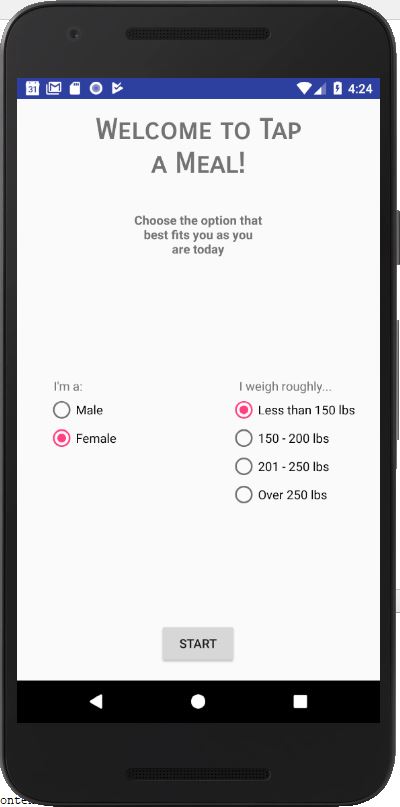 31
4:24
Welcome to Tap
a Meal!
Choose the option that
best fits you as you
are today
I'm a:
Male
Female
I weigh roughly...
Less than 150 lbs
150 - 200 lbs
201 - 250 lbs
Over 250 lbs
START